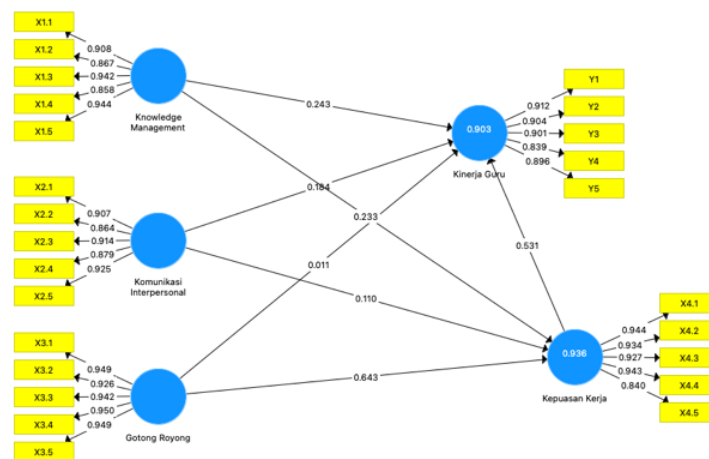 X1.1
X1.2
X1.3
X1.4
X1.5
0.908
0.867
0.942
0.858
0.944
Knowledge
Management
X2.1
X2.2
X2.3
X2.4
X2.5
0.907
0.864
0.914
0.879
0.925
Komunikasi
Interpersonal
X3.1
X3.2
X3.3
X3.4
X3.5
0.949
0.926
0.942
0.950
0.949
Gotong Royong
0.243
0.184
0.233
0.011
0.110
0.643
0.531
0.903
Kinerja Guru
0.912
0.904
0.901
0.839
0.896
Y1
Y2
Y3
Y4
Y5
0.936
Kepuasan Kerja
0.944
0.934
0.927
0.943
0.840
X4.1
X4.2
X4.3
X4.4
X4.5